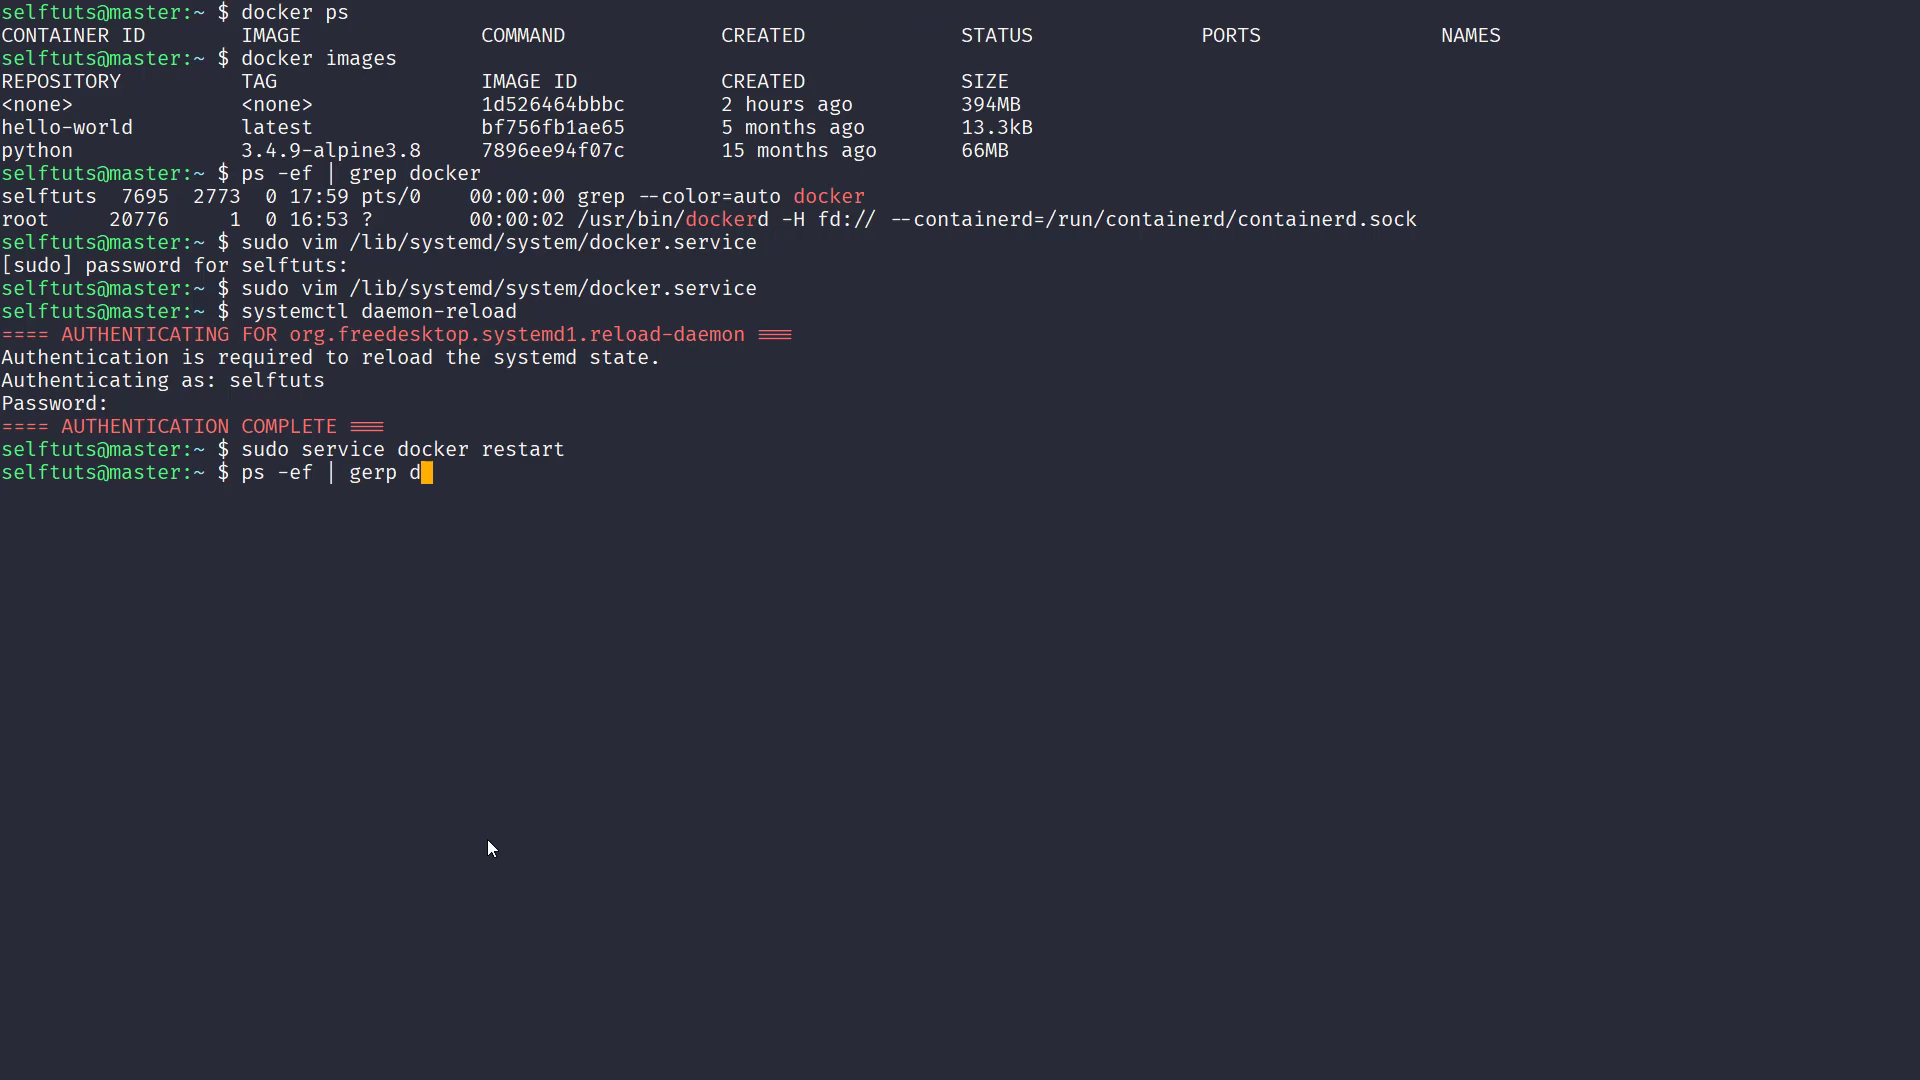 selftuts@master:~ $ docker ps
CONTAINER ID        IMAGE               COMMAND             CREATED             STATUS              PORTS               NAMES
selftuts@master:~ $ docker images
REPOSITORY          TAG                 IMAGE ID            CREATED             SIZE
<none>              <none>              1d526464bbbc        2 hours ago         394MB
hello-world         latest              bf756fb1ae65        5 months ago        13.3kB
python              3.4.9-alpine3.8     7896ee94f07c        15 months ago       66MB
selftuts@master:~ $ ps -ef | grep docker
selftuts  7695  2773  0 17:59 pts/0    00:00:00 grep --color=auto docker
root     20776     1  0 16:53 ?        00:00:02 /usr/bin/dockerd -H fd:// --containerd=/run/containerd/containerd.sock
selftuts@master:~ $ sudo vim /lib/systemd/system/docker.service
[sudo] password for selftuts:
selftuts@master:~ $ sudo vim /lib/systemd/system/docker.service
selftuts@master:~ $ systemctl daemon-reload
==== AUTHENTICATING FOR org.freedesktop.systemd1.reload-daemon ===
Authentication is required to reload the systemd state.
Authenticating as: selftuts
Password:
==== AUTHENTICATION COMPLETE ===
selftuts@master:~ $ sudo service docker restart
selftuts@master:~ $ ps -ef | gerp d